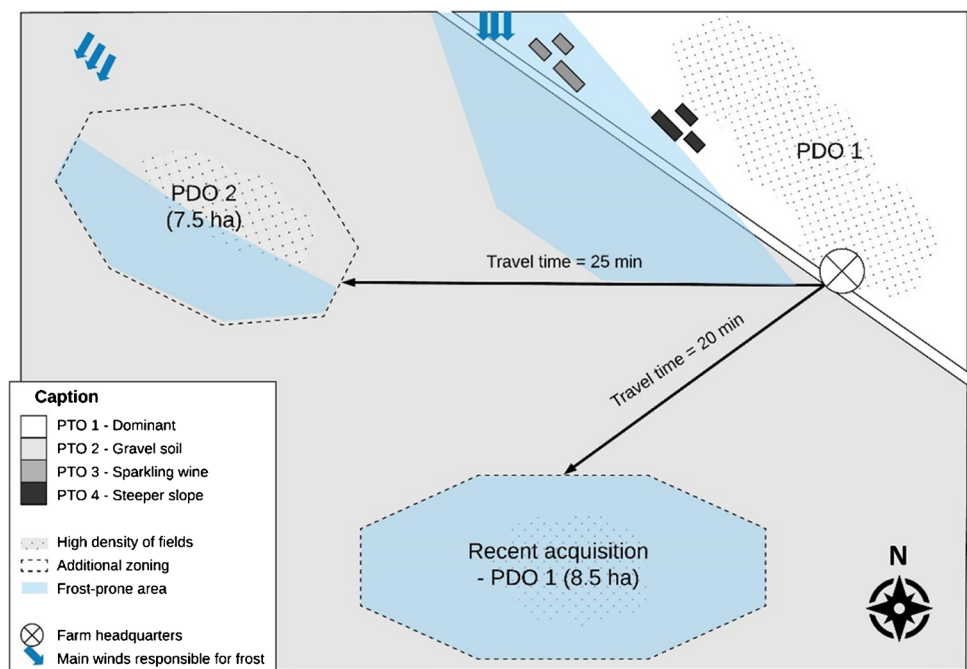 PDO 1
PDO 2
(7.5 ha)
Travel time = 25 min
Travel time = 20 min
Recent acquisition
- PDO 1 (8.5 ha)
N
Caption
PTO 1 - Dominant
PTO 2 - Gravel soil
PTO 3 - Sparkling wine
PTO 4 - Steeper slope
High density of fields
Additional zoning
Frost-prone area
Farm headquarters
Main winds responsible for frost